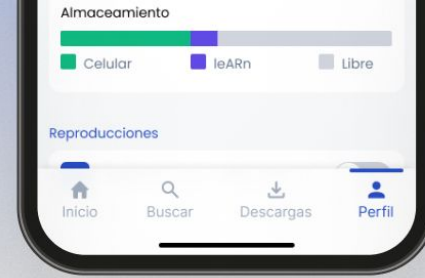 Almaceamiento
Celular leARn Libre
Reproducciones
Inicio Buscar Descargas Perfil